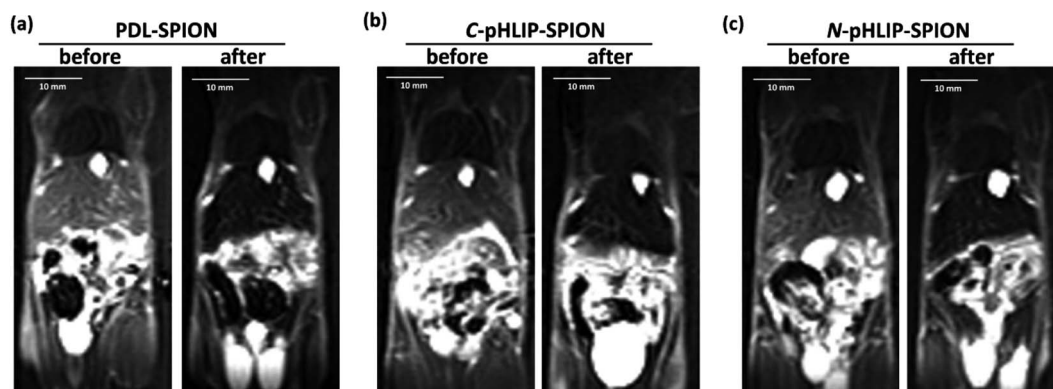 (a) PDL-SPION
before after
10 mm 10 mm
(b) C-pHLIP-SPION
before after
10 mm 10 mm
(c) N-pHLIP-SPION
before after
10 mm 10 mm